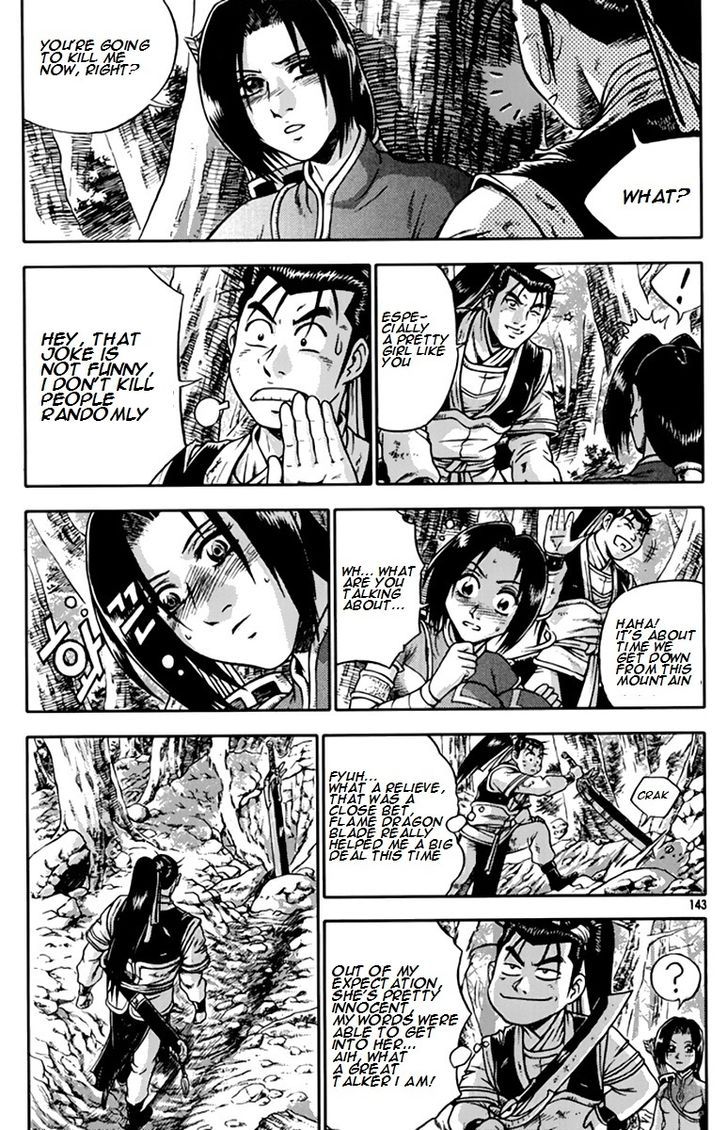 YOU'RE GOING
TO KILL ME
NOW, RIGHT?
WHAT?
HEY, THAT
JOKE IS
NOT FUNNY,
I DON'T KILL
PEOPLE
RANDOMLY
ESPE-
CIALLY
A PRETTY
GIRL LIKE
YOU
!
WH... WHAT
ARE YOU
TALKING
ABOUT...
HAHA!
IT'S ABOUT
TIME WE
GET DOWN
FROM THIS
MOUNTAIN
FYUH...
WHAT A RELIEVE,
THAT WAS A
CLOSE BET,
LAME DRAGON
BLADE REALLY
HELPED ME A BIG
DEAL THIS TIME
CRAK
143
OUT OF MY
EXPECTATION,
SHE'S PRETTY
INNOCENT
MY WORDS WERE
ABLE TO GET
INTO HER...
AIH, WHAT
A GREAT
TALKER I AM!
?